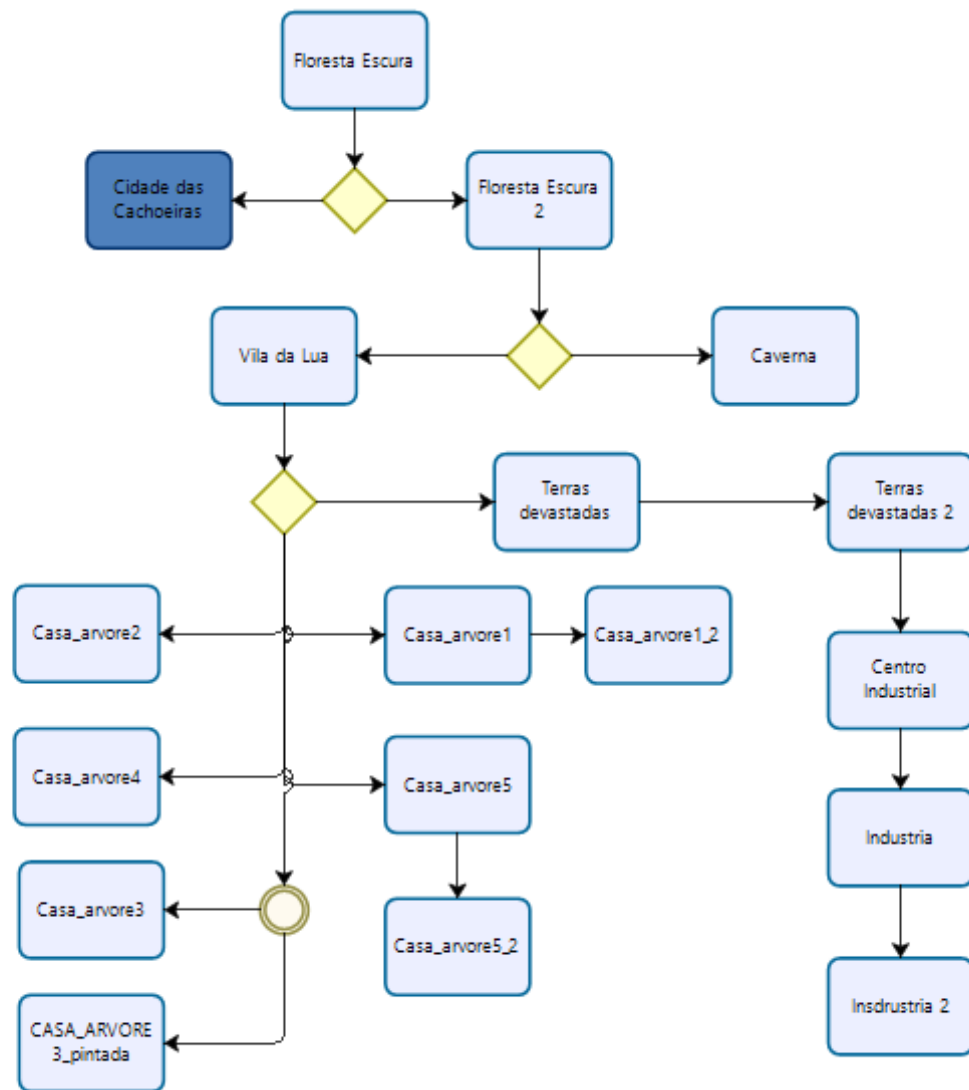 Floresta Escura
Cidade das
Cachoeiras
Floresta Escura
2
Vila da Lua
Caverna
Terras
devastadas
Terras
devastadas 2
Casa_arvore2
Casa_arvore1
Casa_arvore1_2
Centro
Industrial
Casa_arvore4
Casa_arvore5
Industria
Casa_arvore3
Casa_arvore5_2
Insdrustria 2
CASA_ARVORE
3_pintada